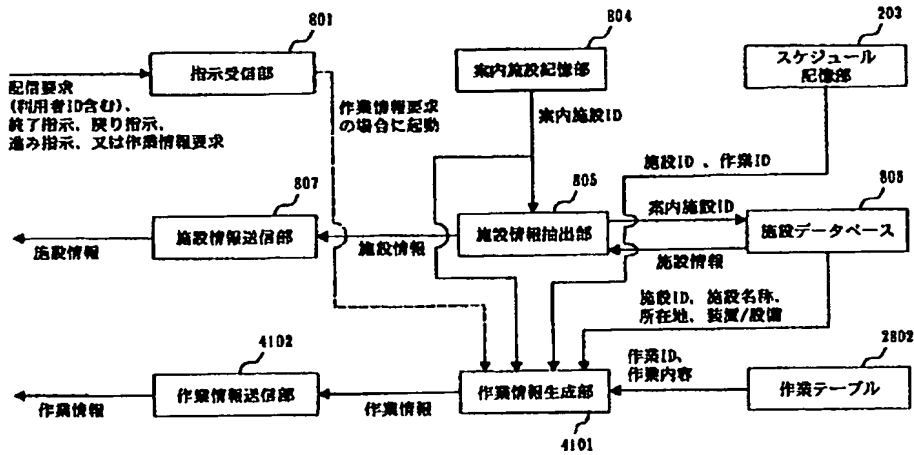 801
804
203
指示受信部
案内施設記憶部
スケジュール
記憶部
配信要求
(利用者ID含む)、
終了指示、戻り指示、
進み指示、又は作業情報要求
作業情報要求
の場合に起動
案内施設ID
施設ID 、作業ID
807
805
808
施設情報送信部
施設情報抽出部
案内施設ID
施設データベース
施設情報
施設情報
施設情報
施設ID、施設名称、
所在地、装置/設備
4102
2802
作業ID、
作業内容
作業情報送信部
作業情報生成部
作業テーブル
作業情報
作業情報
4101